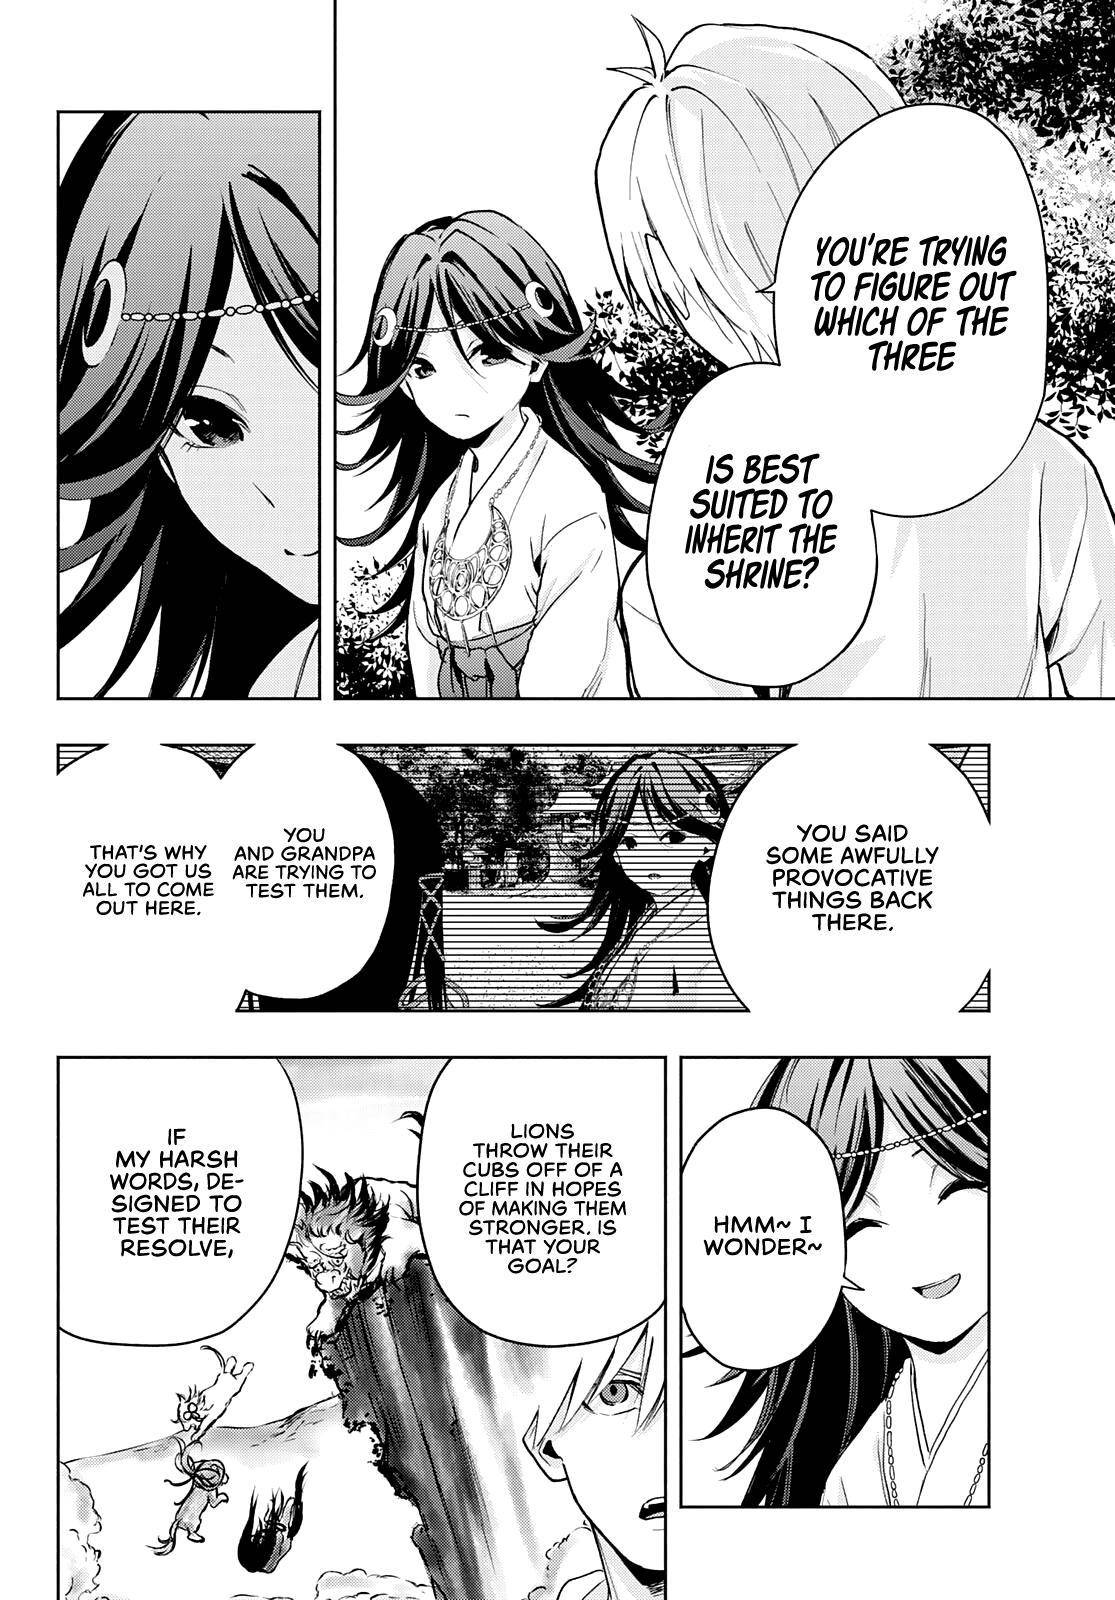 YOU'RE TRYING
TO FIGURE OUT
WHICH OF THE
THREE
IS BEST
SUITED TO
INHERIT THE
SHRINE?
YOU SAID
SOME AWFULLY
PROVOCATIVE
THINGS BACK
THERE.
YOU
AND GRANDPA
ARE TRYING TO
TEST THEM.
THAT'S WHY
YOU GOT US
ALL TO COME
OUT HERE.
HMM~ I
WONDER~
LIONS
THROW THEIR
CUBS OFF OF A
CLIFF IN HOPES
OF MAKING THEM
STRONGER. IS
THAT YOUR
GOAL?
IF
MY HARSH
WORDS, DE-
SIGNED TO
TEST THEIR
RESOLVE,